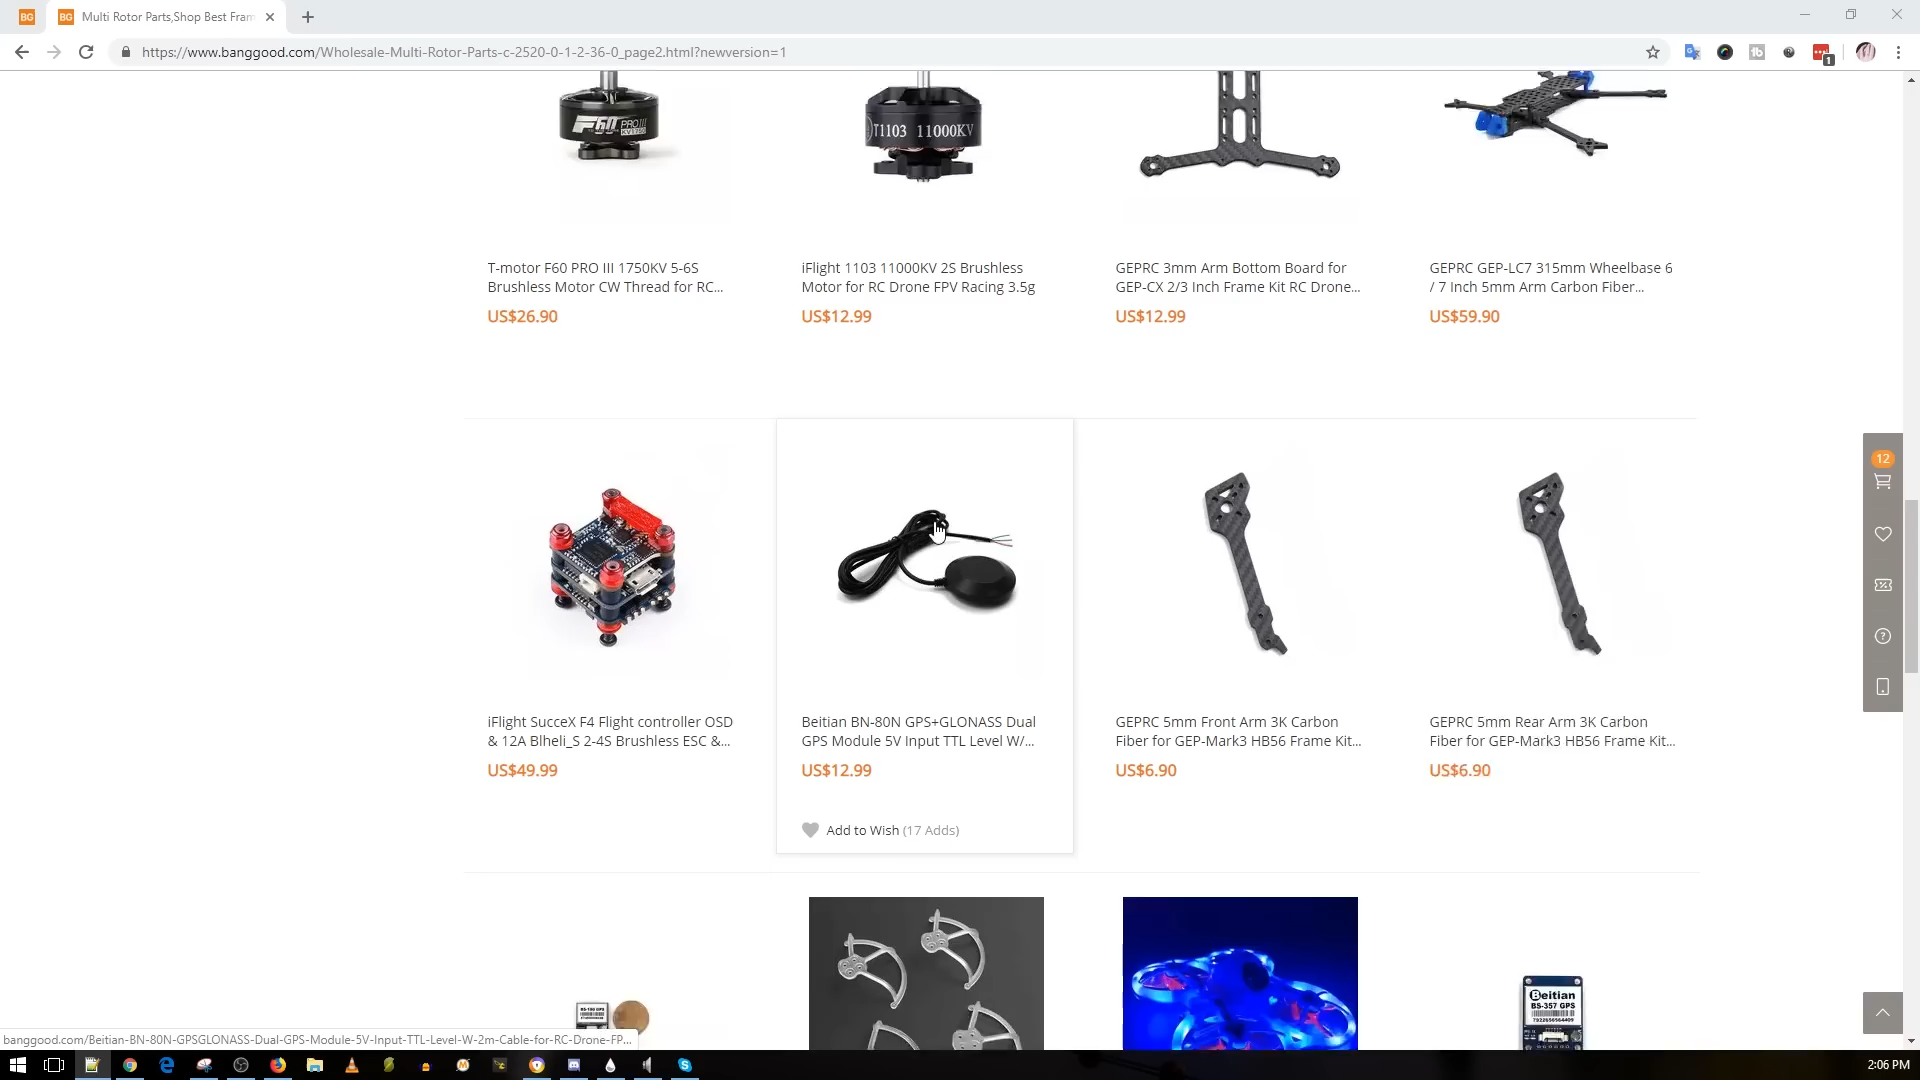 BG
BG Multi Rotor Parts,Shop Best Fram
https://www.banggood.com/Wholesale-Multi-Rotor-Parts-c-2520-0-1-2-36-0_page2.html?newversion=1
1
F60 PRO III
KV1750
T1103 11000KV
T-motor F60 PRO III 1750KV 5-6S
Brushless Motor CW Thread for RC...
US$26.90
iFlight 1103 11000KV 2S Brushless
Motor for RC Drone FPV Racing 3.5g
US$12.99
GEPRC 3mm Arm Bottom Board for
GEP-CX 2/3 Inch Frame Kit RC Drone...
US$12.99
GEPRC GEP-LC7 315mm Wheelbase 6
/ 7 Inch 5mm Arm Carbon Fiber...
US$59.90
12
iFlight SucceX F4 Flight controller OSD
& 12A Blheli_S 2-4S Brushless ESC &...
US$49.99
Beitian BN-80N GPS+GLONASS Dual
GPS Module 5V Input TTL Level W/...
US$12.99
Add to Wish (17 Adds)
GEPRC 5mm Front Arm 3K Carbon
Fiber for GEP-Mark3 HB56 Frame Kit...
US$6.90
GEPRC 5mm Rear Arm 3K Carbon
Fiber for GEP-Mark3 HB56 Frame Kit...
US$6.90
Beitian
BS-357 GPS
banggood.com/Beitian-BN-80N-GPSGLONASS-Dual-GPS-Module-5V-Input-TTL-Level-W-2m-Cable-for-RC-Drone-FP...
2:06 PM